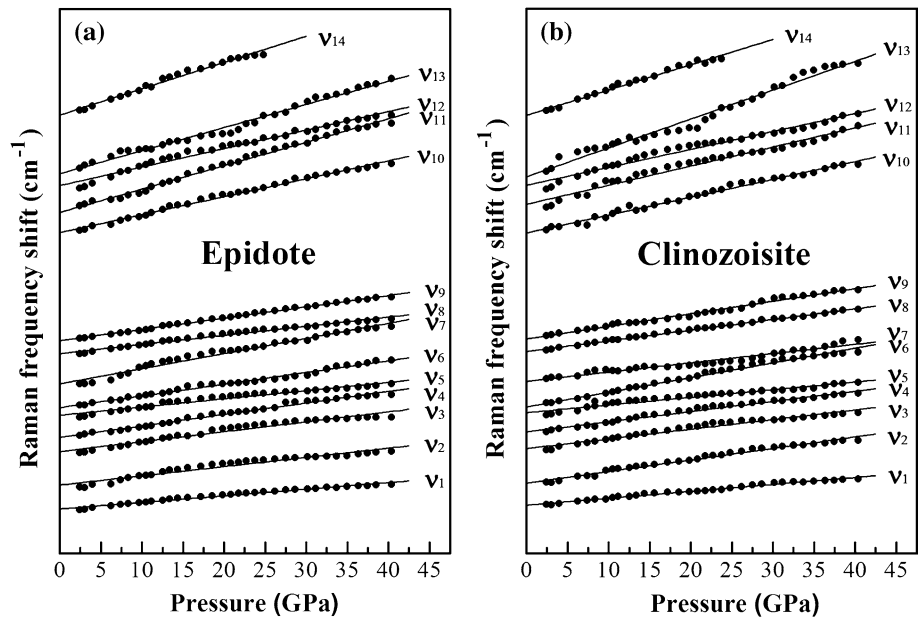 (a)
ν14
ν13
ν12
ν11
ν10
Epidote
ν9
ν8
ν7
ν6
ν5
ν4
ν3
ν2
ν1
Raman frequency shift (cm−1)
0 5 10 15 20 25 30 35 40 45
Pressure (GPa)
(b)
ν14
ν13
ν12
ν11
ν10
Clinozoisite
ν9
ν8
ν7
ν6
ν5
ν4
ν3
ν2
ν1
Raman frequency shift (cm−1)
0 5 10 15 20 25 30 35 40 45
Pressure (GPa)